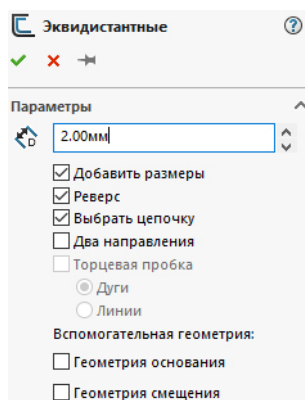 Эквидистантные
Параметры
2.00мм
Добавить размеры
Реверс
Выбрать цепочку
Два направления
Торцевая пробка
Дуги
Линии
Вспомогательная геометрия:
Геометрия основания
Геометрия смещения